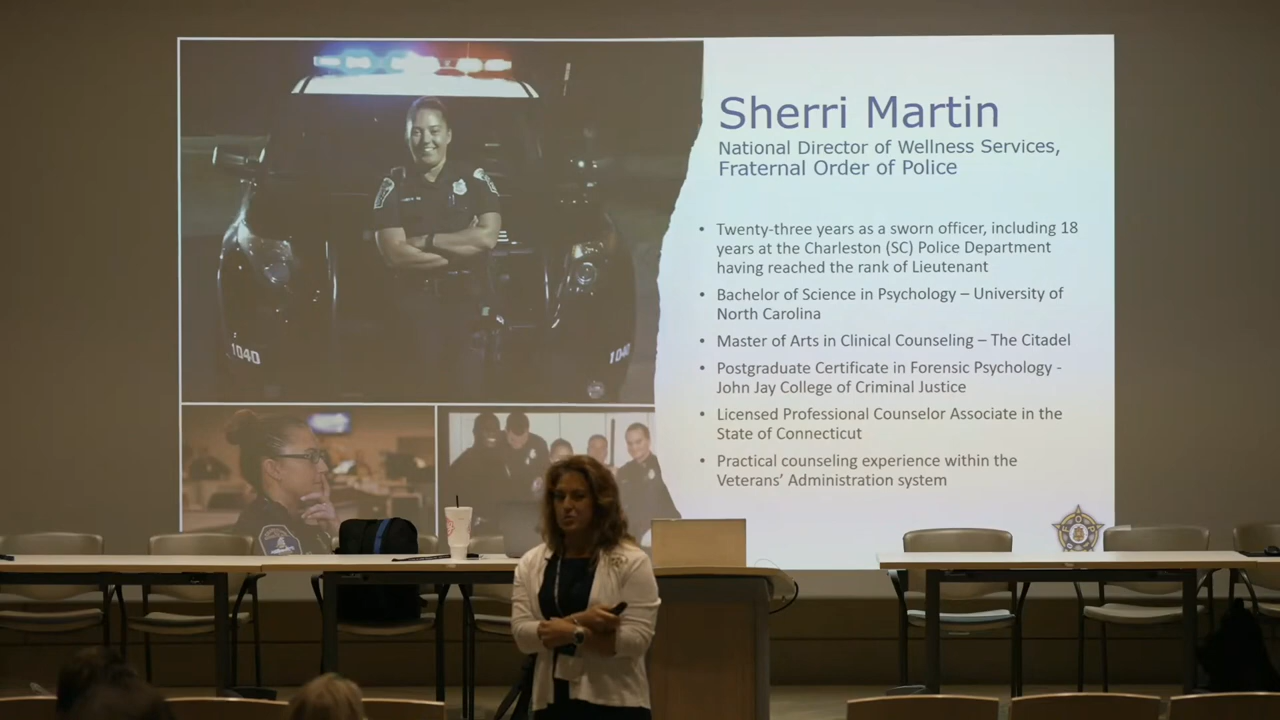 Sherri Martin
National Director of Wellness Services,
Fraternal Order of Police
• Twenty-three years as a sworn officer, including 18
years at the Charleston (SC) Police Department
having reached the rank of Lieutenant
• Bachelor of Science in Psychology – University of
North Carolina
• Master of Arts in Clinical Counseling – The Citadel
• Postgraduate Certificate in Forensic Psychology -
John Jay College of Criminal Justice
• Licensed Professional Counselor Associate in the
State of Connecticut
• Practical counseling experience within the
Veterans' Administration system
1040
1040